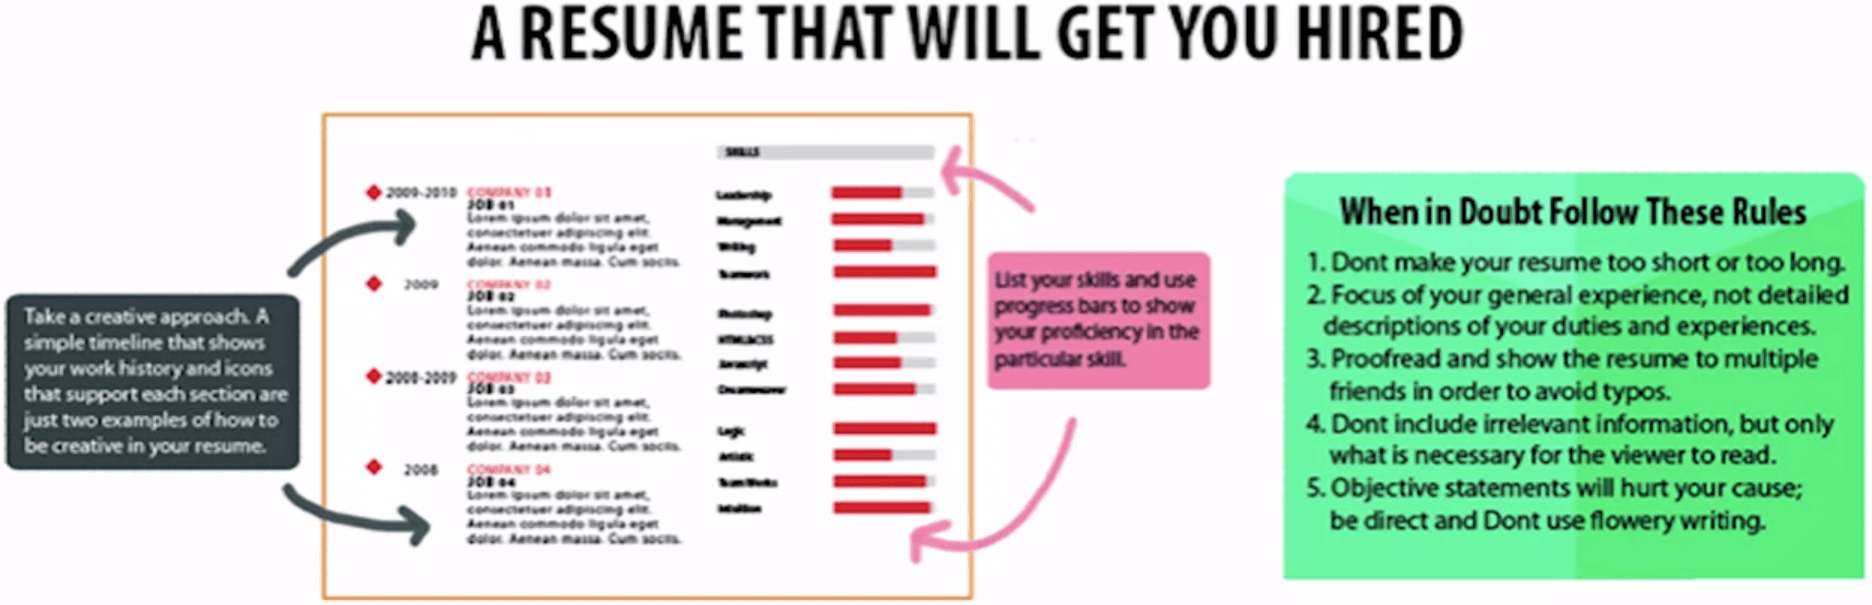 A RESUME THAT WILL GET YOU HIRED
SKILLS
2009-2010 COMPANY 01
JOB 01
Lorem ipsum dolor sit amet,
consectetuer adipiscing elit.
Aenean commodo ligula eget
dolor. Aenean massa. Cum sociis.
2009 COMPANY 02
JOB 02
Lorem ipsum dolor sit amet,
consectetuer adipiscing elit.
Aenean commodo ligula eget
dolor. Aenean massa. Cum sociis.
2008-2009 COMPANY 03
JOB 03
Lorem ipsum dolor sit amet,
consectetuer adipiscing elit.
Aenean commodo ligula eget
dolor. Aenean massa. Cum sociis.
2008 COMPANY 04
JOB 04
Lorem ipsum dolor sit amet,
consectetuer adipiscing elit.
Aenean commodo ligula eget
dolor. Aenean massa. Cum sociis.
Leadership
Management
Writing
Teamwork
Photoshop
HTML&CSS
Javascript
Dreamweaver
Logic
Artistic
TeamWorks
Intuition
Take a creative approach. A
simple timeline that shows
your work history and icons
that support each section are
just two examples of how to
be creative in your resume.
List your skills and use
progress bars to show
your proficiency in the
particular skill.
When in Doubt Follow These Rules
1. Dont make your resume too short or too long.
2. Focus of your general experience, not detailed
descriptions of your duties and experiences.
3. Proofread and show the resume to multiple
friends in order to avoid typos.
4. Dont include irrelevant information, but only
what is necessary for the viewer to read.
5. Objective statements will hurt your cause;
be direct and Dont use flowery writing.